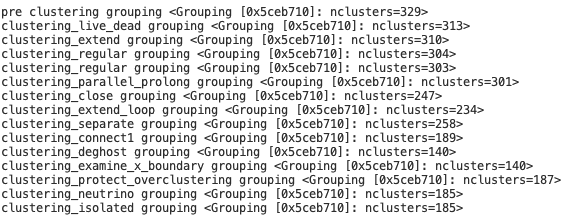 pre clustering grouping <Grouping [0x5ceb710]: nclusters=329>
clustering_live_dead grouping <Grouping [0x5ceb710]: nclusters=313>
clustering_extend grouping <Grouping [0x5ceb710]: nclusters=310>
clustering_regular grouping <Grouping [0x5ceb710]: nclusters=304>
clustering_regular grouping <Grouping [0x5ceb710]: nclusters=303>
clustering_parallel_prolong grouping <Grouping [0x5ceb710]: nclusters=301>
clustering_close grouping <Grouping [0x5ceb710]: nclusters=247>
clustering_extend_loop grouping <Grouping [0x5ceb710]: nclusters=234>
clustering_separate grouping <Grouping [0x5ceb710]: nclusters=258>
clustering_connect1 grouping <Grouping [0x5ceb710]: nclusters=189>
clustering_deghost grouping <Grouping [0x5ceb710]: nclusters=140>
clustering_examine_x_boundary grouping <Grouping [0x5ceb710]: nclusters=140>
clustering_protect_overclustering grouping <Grouping [0x5ceb710]: nclusters=187>
clustering_neutrino grouping <Grouping [0x5ceb710]: nclusters=185>
clustering_isolated grouping <Grouping [0x5ceb710]: nclusters=185>